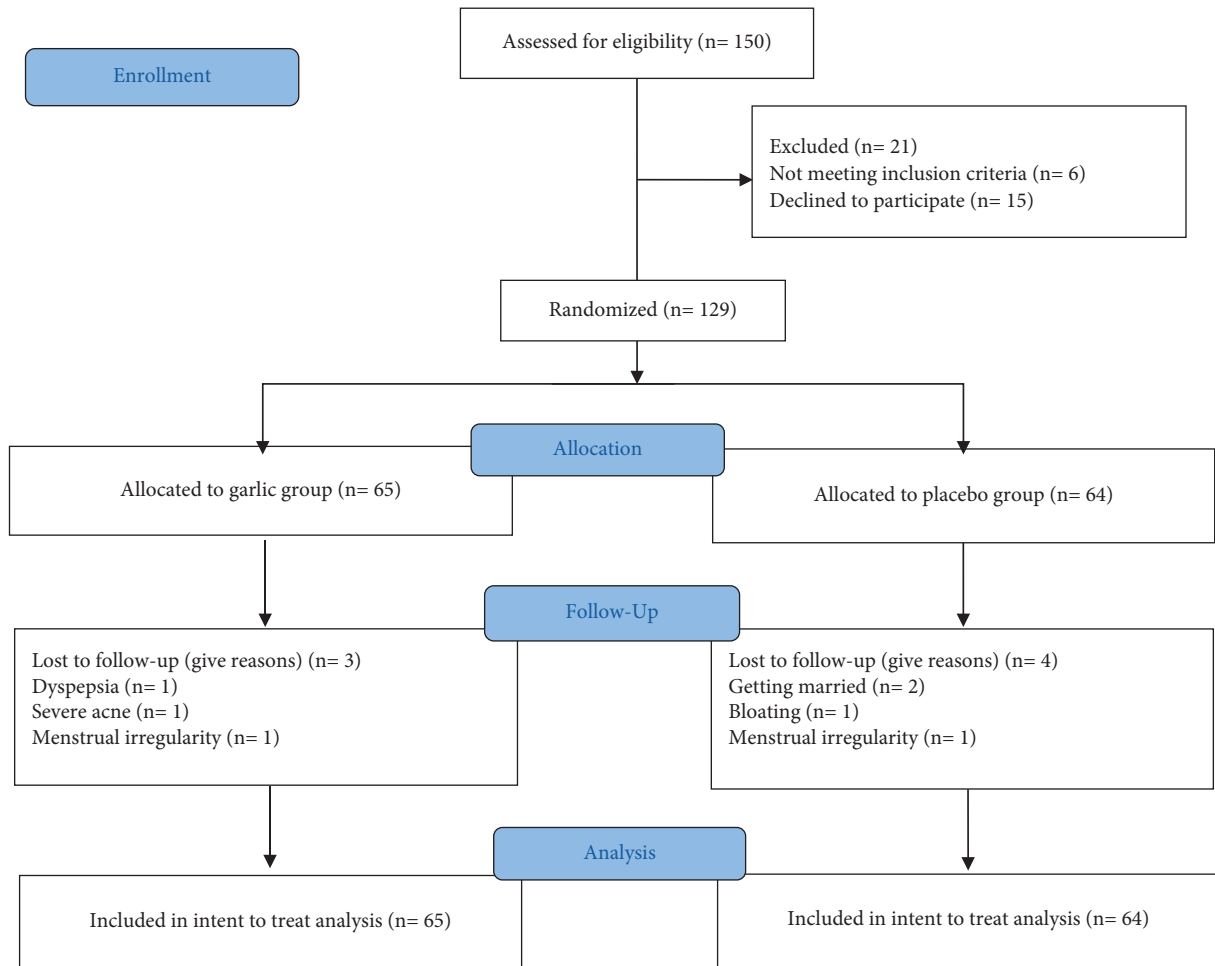 Assessed for eligibility (n= 150)
Enrollment
Excluded (n= 21)
Not meeting inclusion criteria (n= 6)
Declined to participate (n= 15)
Randomized (n= 129)
Allocation
Allocated to garlic group (n= 65)
Allocated to placebo group (n= 64)
Follow-Up
Lost to follow-up (give reasons) (n= 3)
Dyspepsia (n= 1)
Severe acne (n= 1)
Menstrual irregularity (n= 1)
Lost to follow-up (give reasons) (n= 4)
Getting married (n= 2)
Bloating (n= 1)
Menstrual irregularity (n= 1)
Analysis
Included in intent to treat analysis (n= 65)
Included in intent to treat analysis (n= 64)